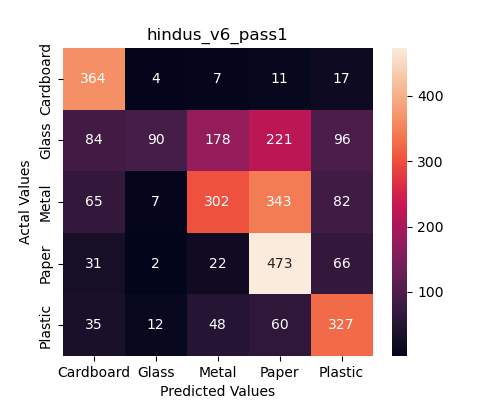 hindus_v6_pass1
Actal Values
Cardboard 364 4 7 11 17
Glass 84 90 178 221 96
Metal 65 7 302 343 82
Paper 31 2 22 473 66
Plastic 35 12 48 60 327
Cardboard Glass Metal Paper Plastic
Predicted Values
400
300
200
100